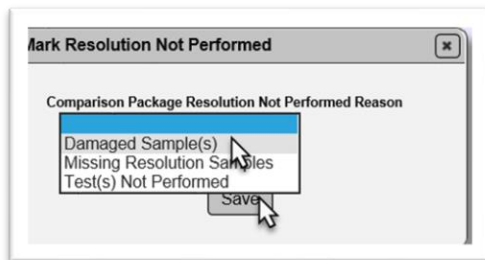 Mark Resolution Not Performed
Comparison Package Resolution Not Performed Reason
Damaged Sample(s)
Missing Resolution Samples
Test(s) Not Performed
Save